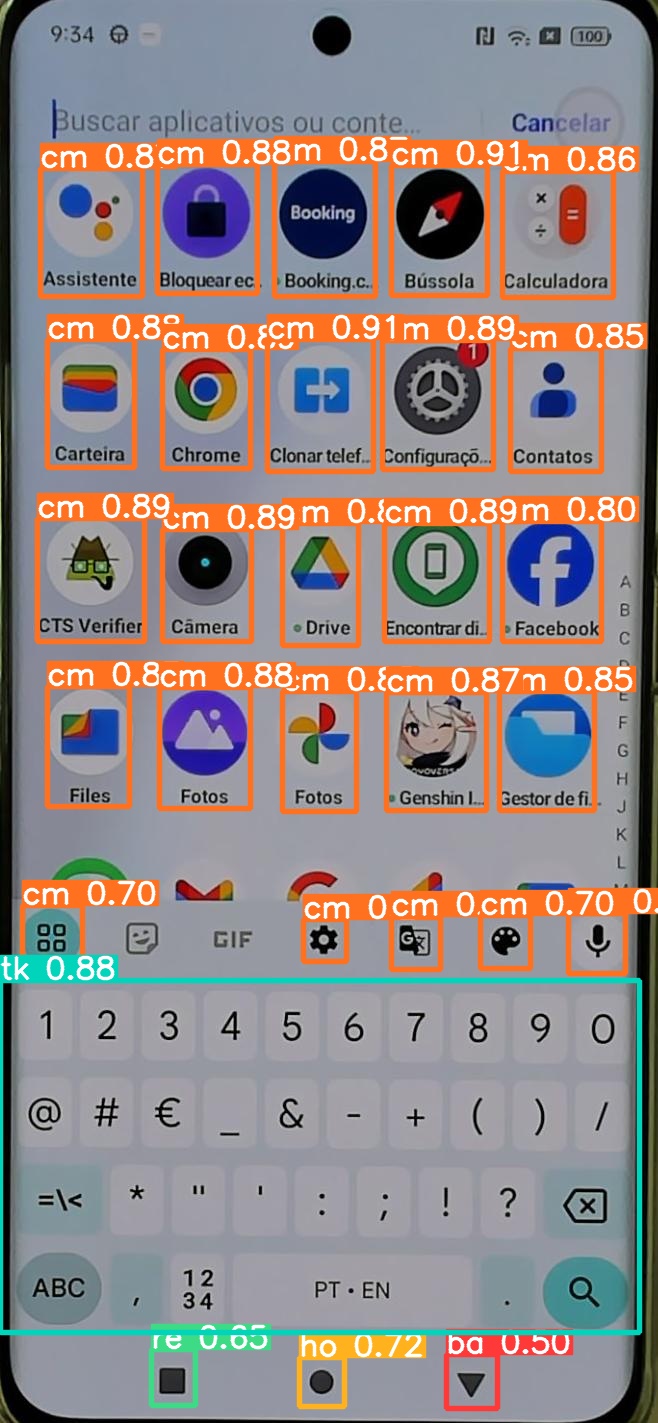 9:34 100
Buscar aplicativos ou conte... Cancelar
cm 0.8 cm 0.88 m 0.8 cm 0.91 m 0.86
Booking
Assistente Bloquear ec.. Booking.c.. Bússola Calculadora
cm 0.8 cm 0.8 cm 0.91 m 0.89 cm 0.85
1
Carteira Chrome Clonar telef.. Configuraçõ... Contatos
cm 0.89 cm 0.89 m 0. cm 0.89 m 0.80
CTS Verifier Câmera Drive Encontrar di.. Facebook
A
B
C
cm 0.8 cm 0.88 m 0. cm 0.87 m 0.85
E
F
G
H
J
K
L
Files Fotos Fotos Genshin I... Gestor de fi...
cm 0.70 cm 0 cm 0. cm 0.70 0.
GIF
tk 0.88
1 2 3 4 5 6 7 8 9 0
@ # € _ & - + ( ) /
=\< * " ' : ; ! ?
ABC , 12 34 PT • EN .
re 0.65 ho 0.72 ba 0.50